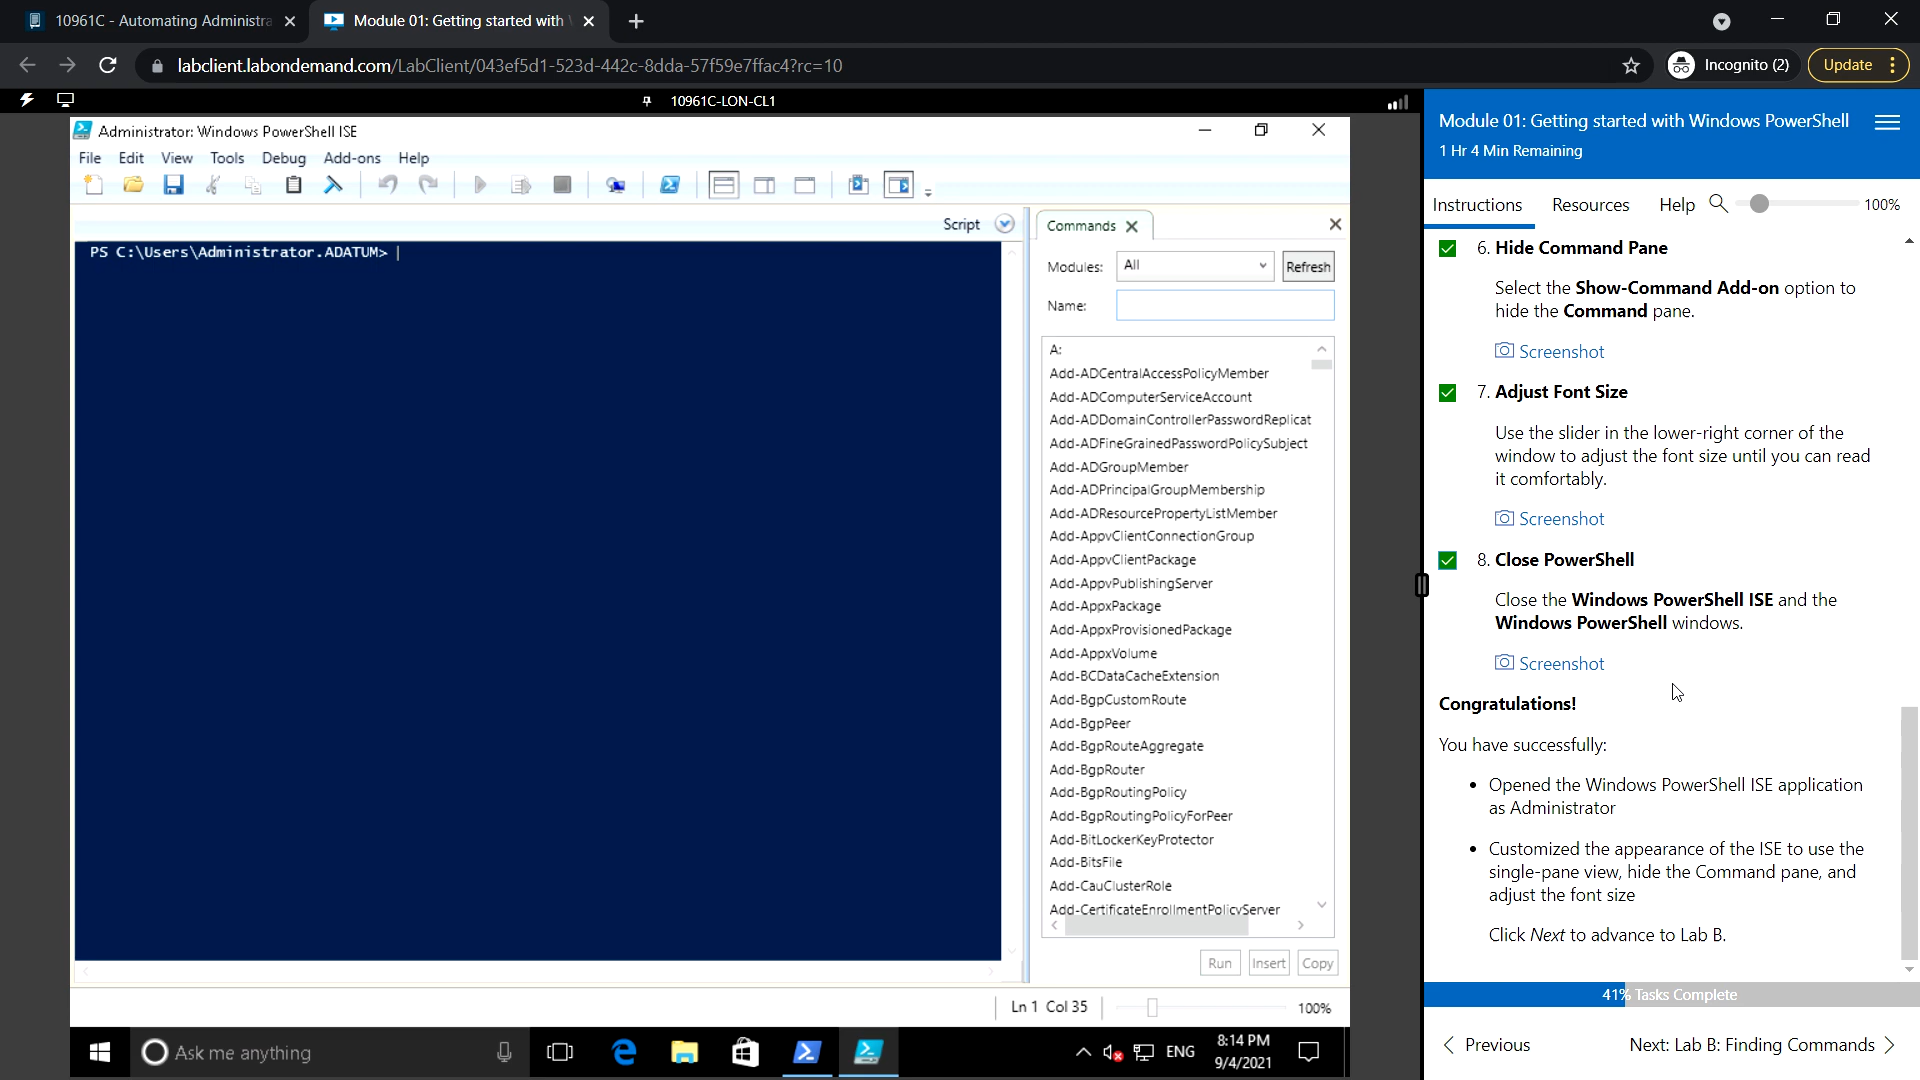 10961C - Automating Administra
Module 01: Getting started with
labclient.labondemand.com/LabClient/043ef5d1-523d-442c-8dda-57f59e7ffac4?rc=10
Incognito (2)
Update
10961C-LON-CL1
Administrator: Windows PowerShell ISE
File Edit View Tools Debug Add-ons Help
Script
PS C:\Users\Administrator.ADATUM>
Commands
Modules: All Refresh
Name:
A:
Add-ADCentralAccessPolicyMember
Add-ADComputerServiceAccount
Add-ADDomainControllerPasswordReplicat
Add-ADFineGrainedPasswordPolicySubject
Add-ADGroupMember
Add-ADPrincipalGroupMembership
Add-ADResourcePropertyListMember
Add-AppvClientConnectionGroup
Add-AppvClientPackage
Add-AppvPublishingServer
Add-AppxPackage
Add-AppxProvisionedPackage
Add-AppxVolume
Add-BCDataCacheExtension
Add-BgpCustomRoute
Add-BgpPeer
Add-BgpRouteAggregate
Add-BgpRouter
Add-BgpRoutingPolicy
Add-BgpRoutingPolicyForPeer
Add-BitLockerKeyProtector
Add-BitsFile
Add-CauClusterRole
Add-CertificateEnrollmentPolicyServer
Run Insert Copy
Ln 1 Col 35 100%
Ask me anything
ENG
8:14 PM
9/4/2021
Module 01: Getting started with Windows PowerShell
1 Hr 4 Min Remaining
Instructions Resources Help 100%
6. Hide Command Pane
Select the Show-Command Add-on option to
hide the Command pane.
Screenshot
7. Adjust Font Size
Use the slider in the lower-right corner of the
window to adjust the font size until you can read
it comfortably.
Screenshot
8. Close PowerShell
Close the Windows PowerShell ISE and the
Windows PowerShell windows.
Screenshot
Congratulations!
You have successfully:
• Opened the Windows PowerShell ISE application
as Administrator
• Customized the appearance of the ISE to use the
single-pane view, hide the Command pane, and
adjust the font size
Click Next to advance to Lab B.
41% Tasks Complete
Previous
Next: Lab B: Finding Commands